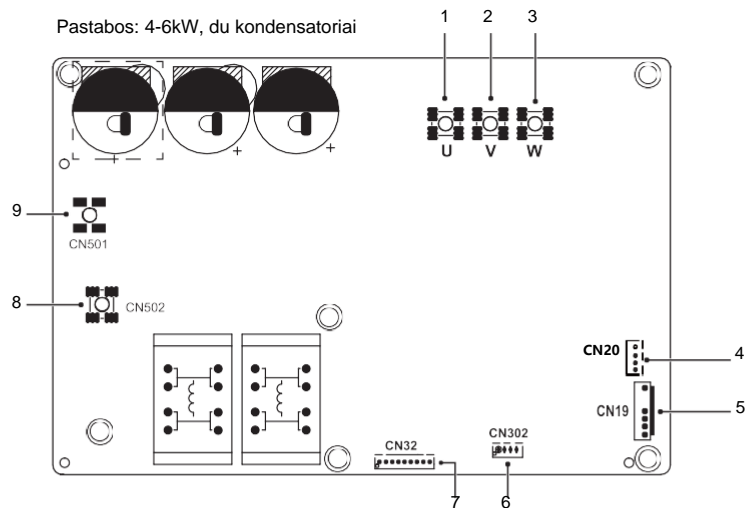 Pastabos: 4-6kW, du kondensatoriai
1 2 3
+ + +
U V W
9
CN501
8 CN502
CN20 4
CN19 5
CN302
CN32
7 6